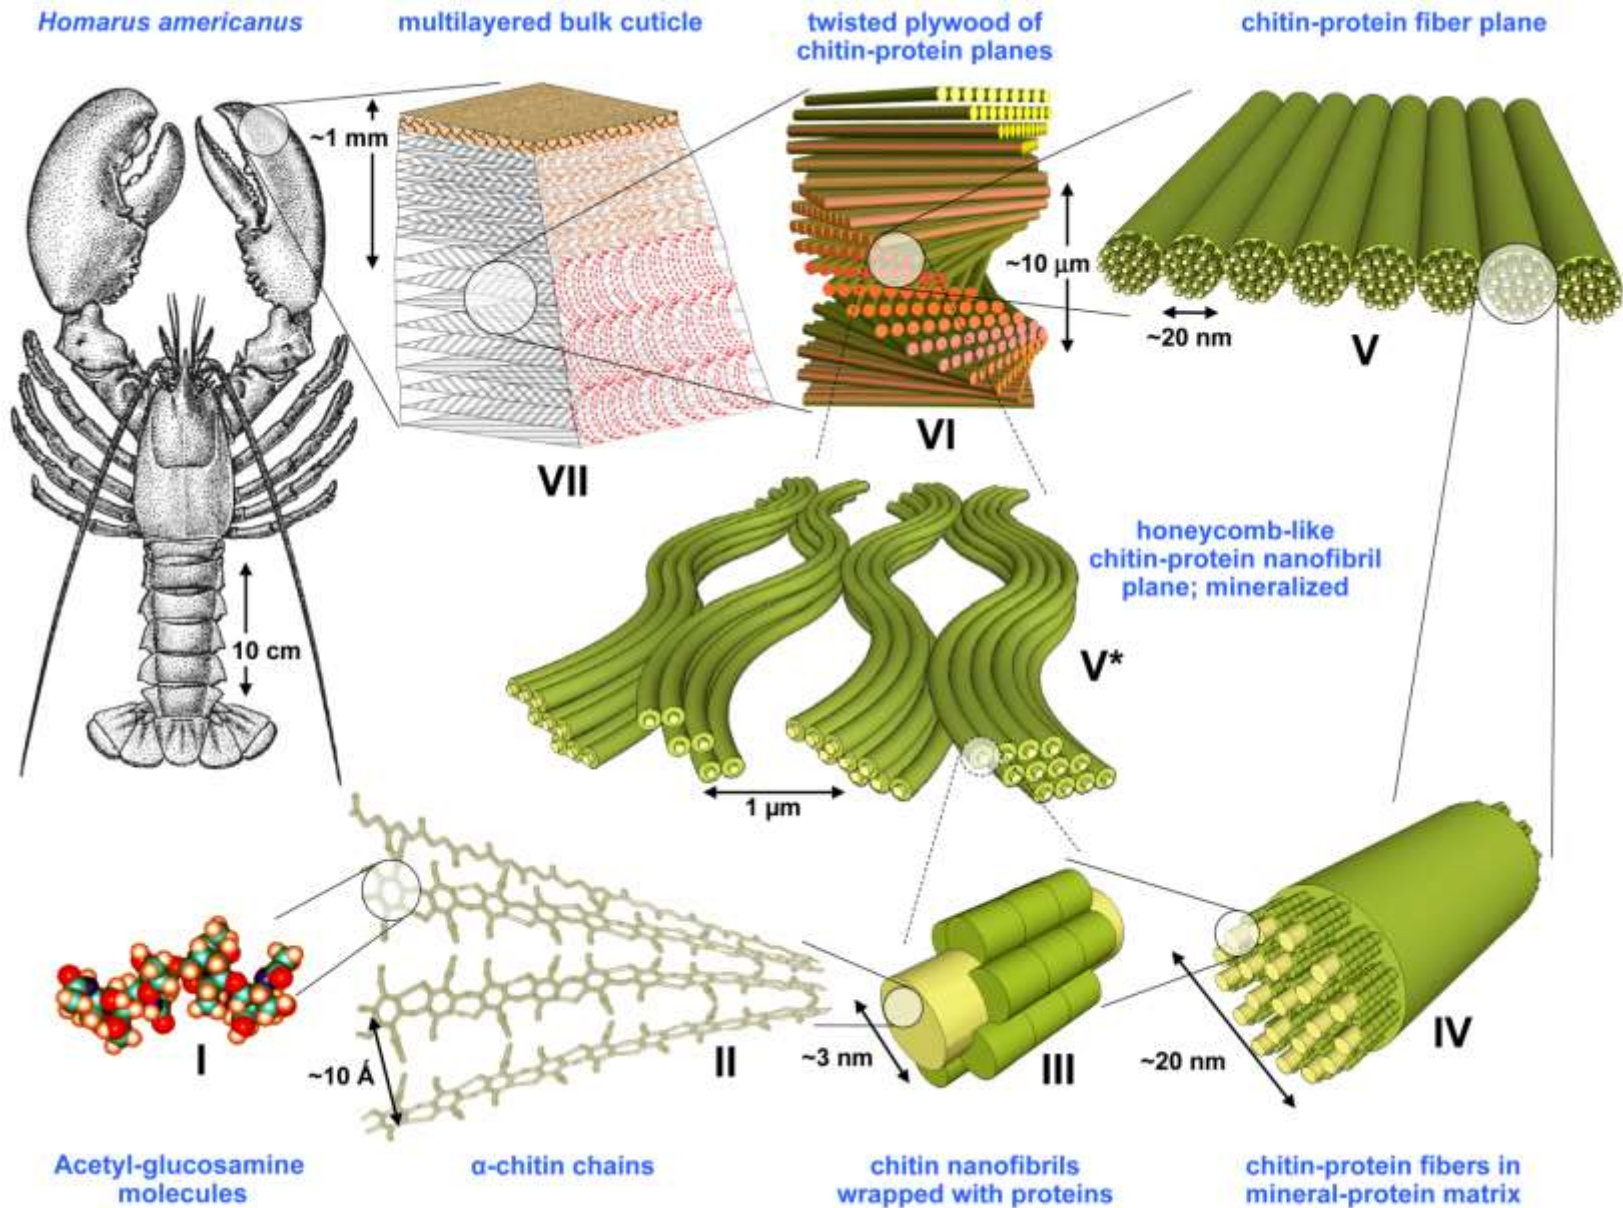 Homarus americanus
multilayered bulk cuticle
twisted plywood of
chitin-protein planes
chitin-protein fiber plane
~1 mm
~10 µm
~20 nm
V
VI
VII
honeycomb-like
chitin-protein nanofibril
plane; mineralized
10 cm
V*
1 µm
I
~10 Å
II
~3 nm
III
~20 nm
IV
Acetyl-glucosamine
molecules
α-chitin chains
chitin nanofibrils
wrapped with proteins
chitin-protein fibers in
mineral-protein matrix